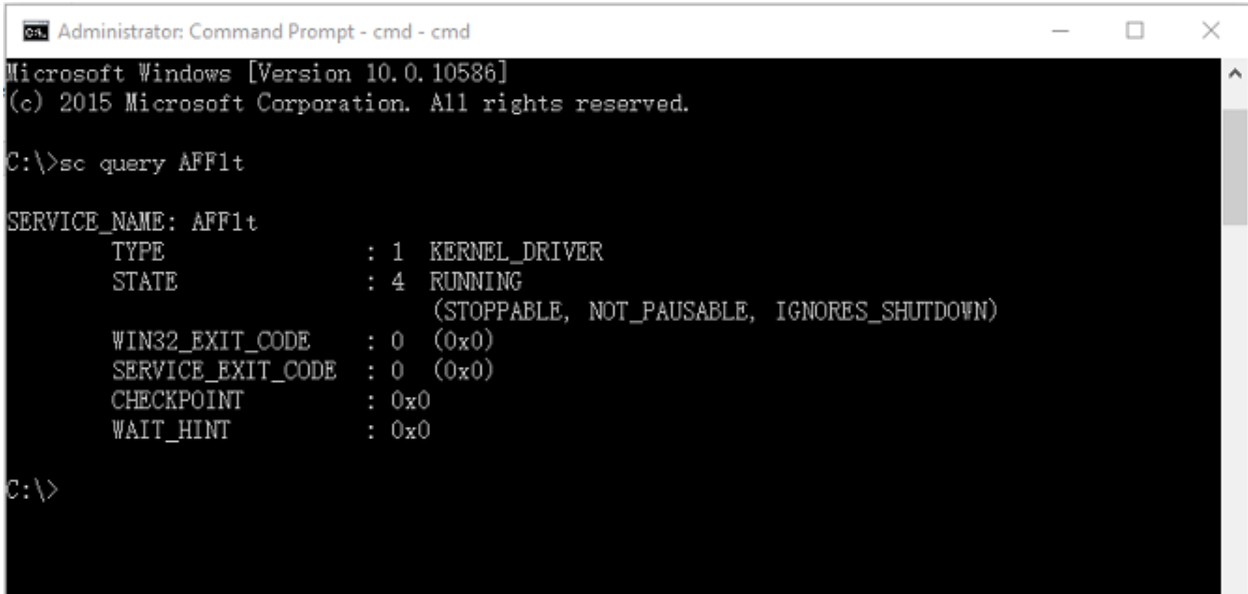 Administrator: Command Prompt - cmd - cmd
Microsoft Windows [Version 10.0.10586]
(c) 2015 Microsoft Corporation. All rights reserved.
C:\>sc query AFF1t
SERVICE_NAME: AFF1t
TYPE : 1 KERNEL_DRIVER
STATE : 4 RUNNING
(STOPPABLE, NOT_PAUSABLE, IGNORES_SHUTDOWN)
WIN32_EXIT_CODE : 0 (0x0)
SERVICE_EXIT_CODE : 0 (0x0)
CHECKPOINT : 0x0
WAIT_HINT : 0x0
C:\>